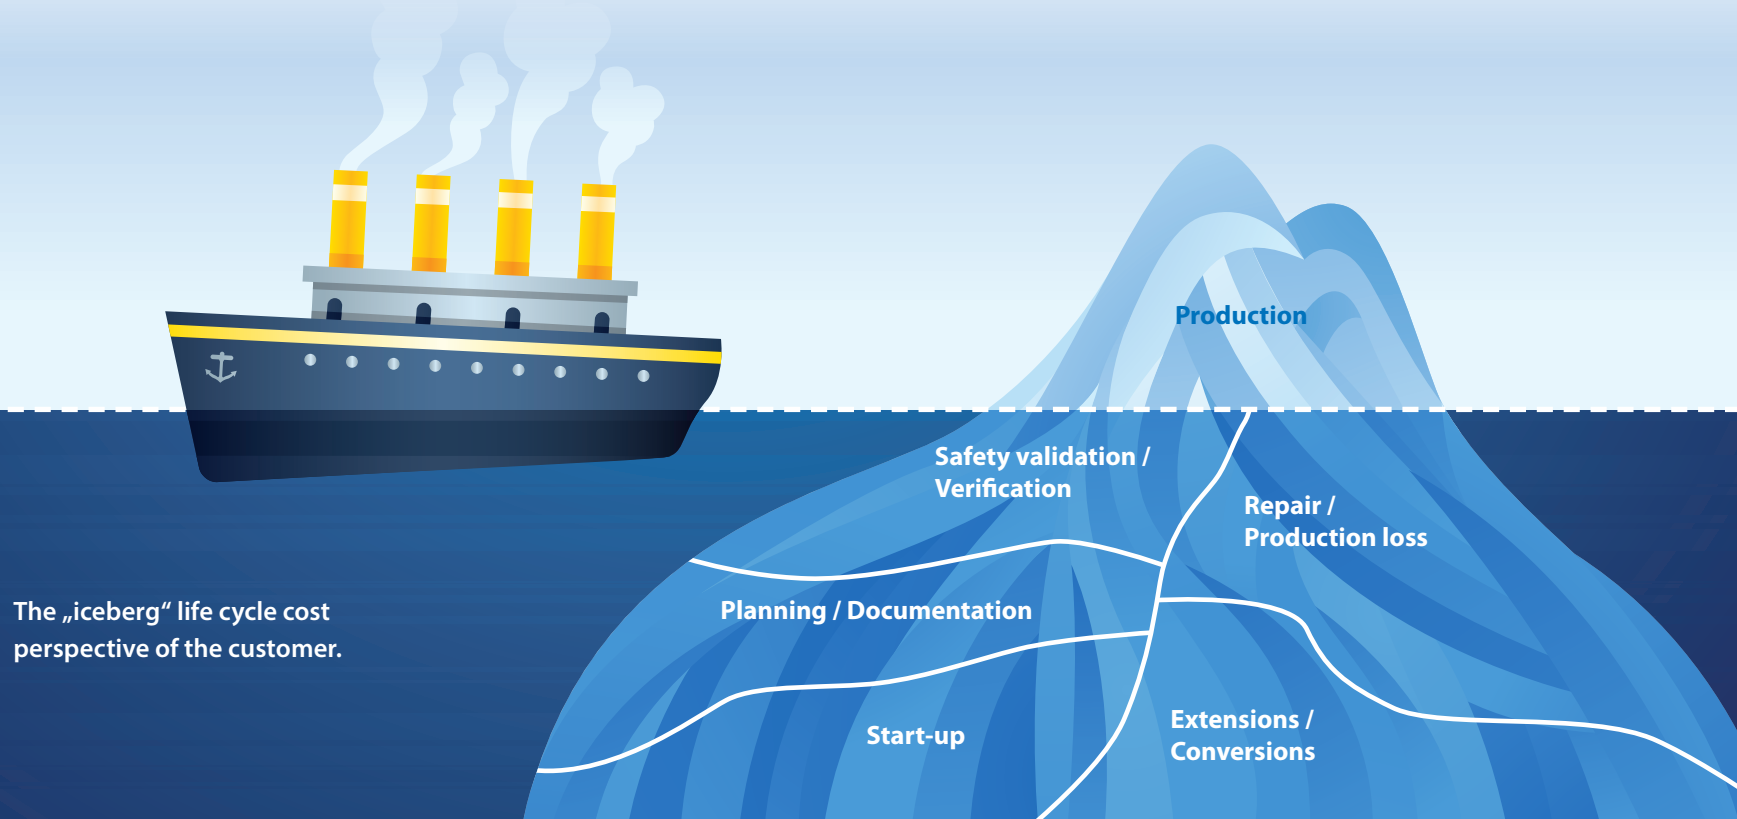 Production
Safety validation /
Verification
Repair /
Production loss
The „iceberg“ life cycle cost
perspective of the customer.
Planning / Documentation
Start-up
Extensions /
Conversions